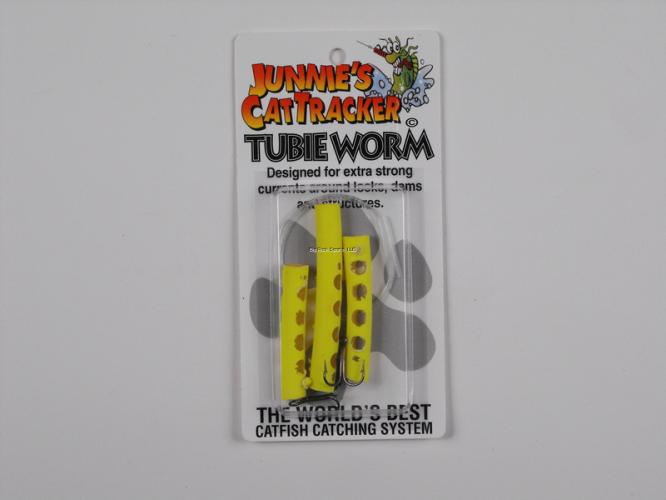 JUNNIE'S
CATTRACKER
©
TUBIE WORM
Designed for extra strong
currents around locks, dams
and structures.
THE WORLD'S BEST
CATFISH CATCHING SYSTEM